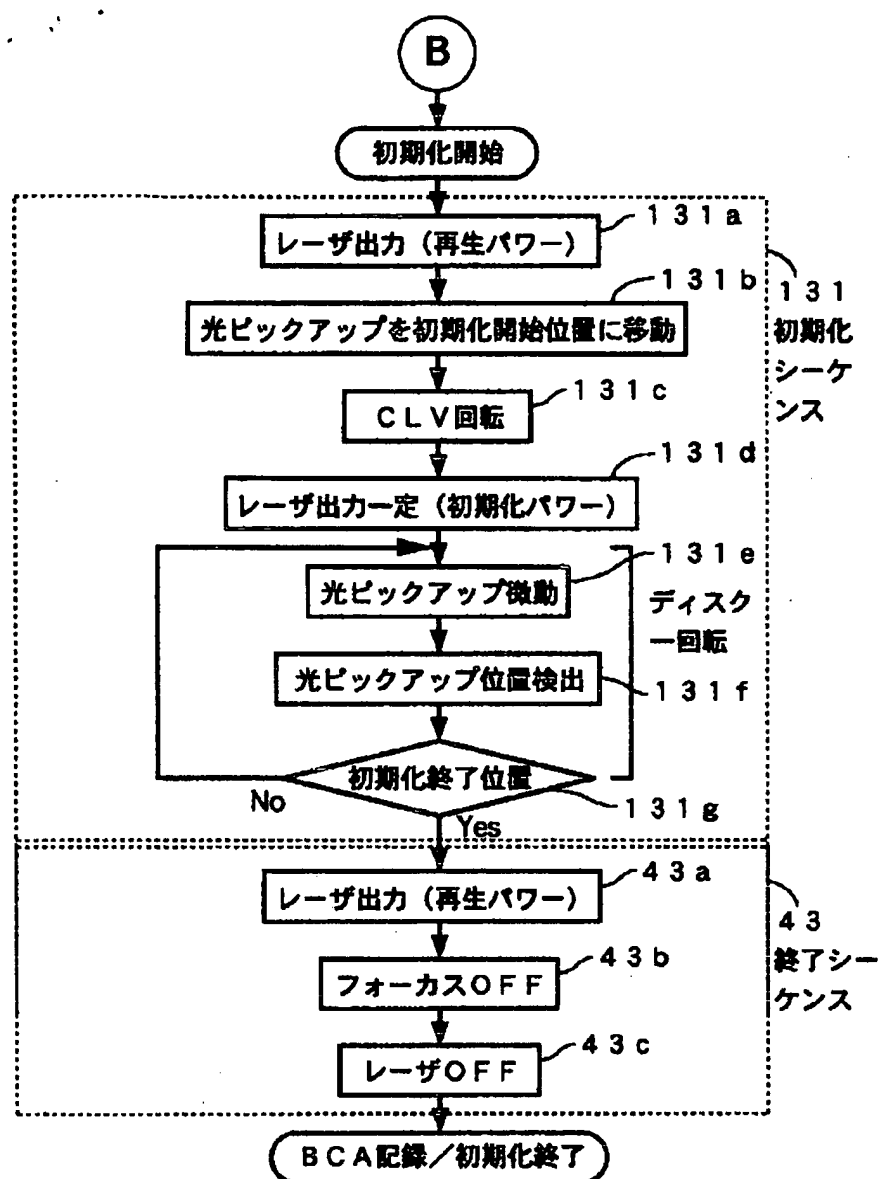 B
初期化開始
131a
レーザ出力（再生パワー）
131b
131
初期化
シーケ
ンス
光ピックアップを初期化開始位置に移動
131c
CLV回転
131d
レーザ出力一定（初期化パワー）
131e
光ピックアップ微動
ディスク
一回転
光ピックアップ位置検出
131f
初期化終了位置
No
131g
Yes
43a
レーザ出力（再生パワー）
43
終了シー
ケンス
43b
フォーカスOFF
43c
レーザOFF
BCA記録／初期化終了